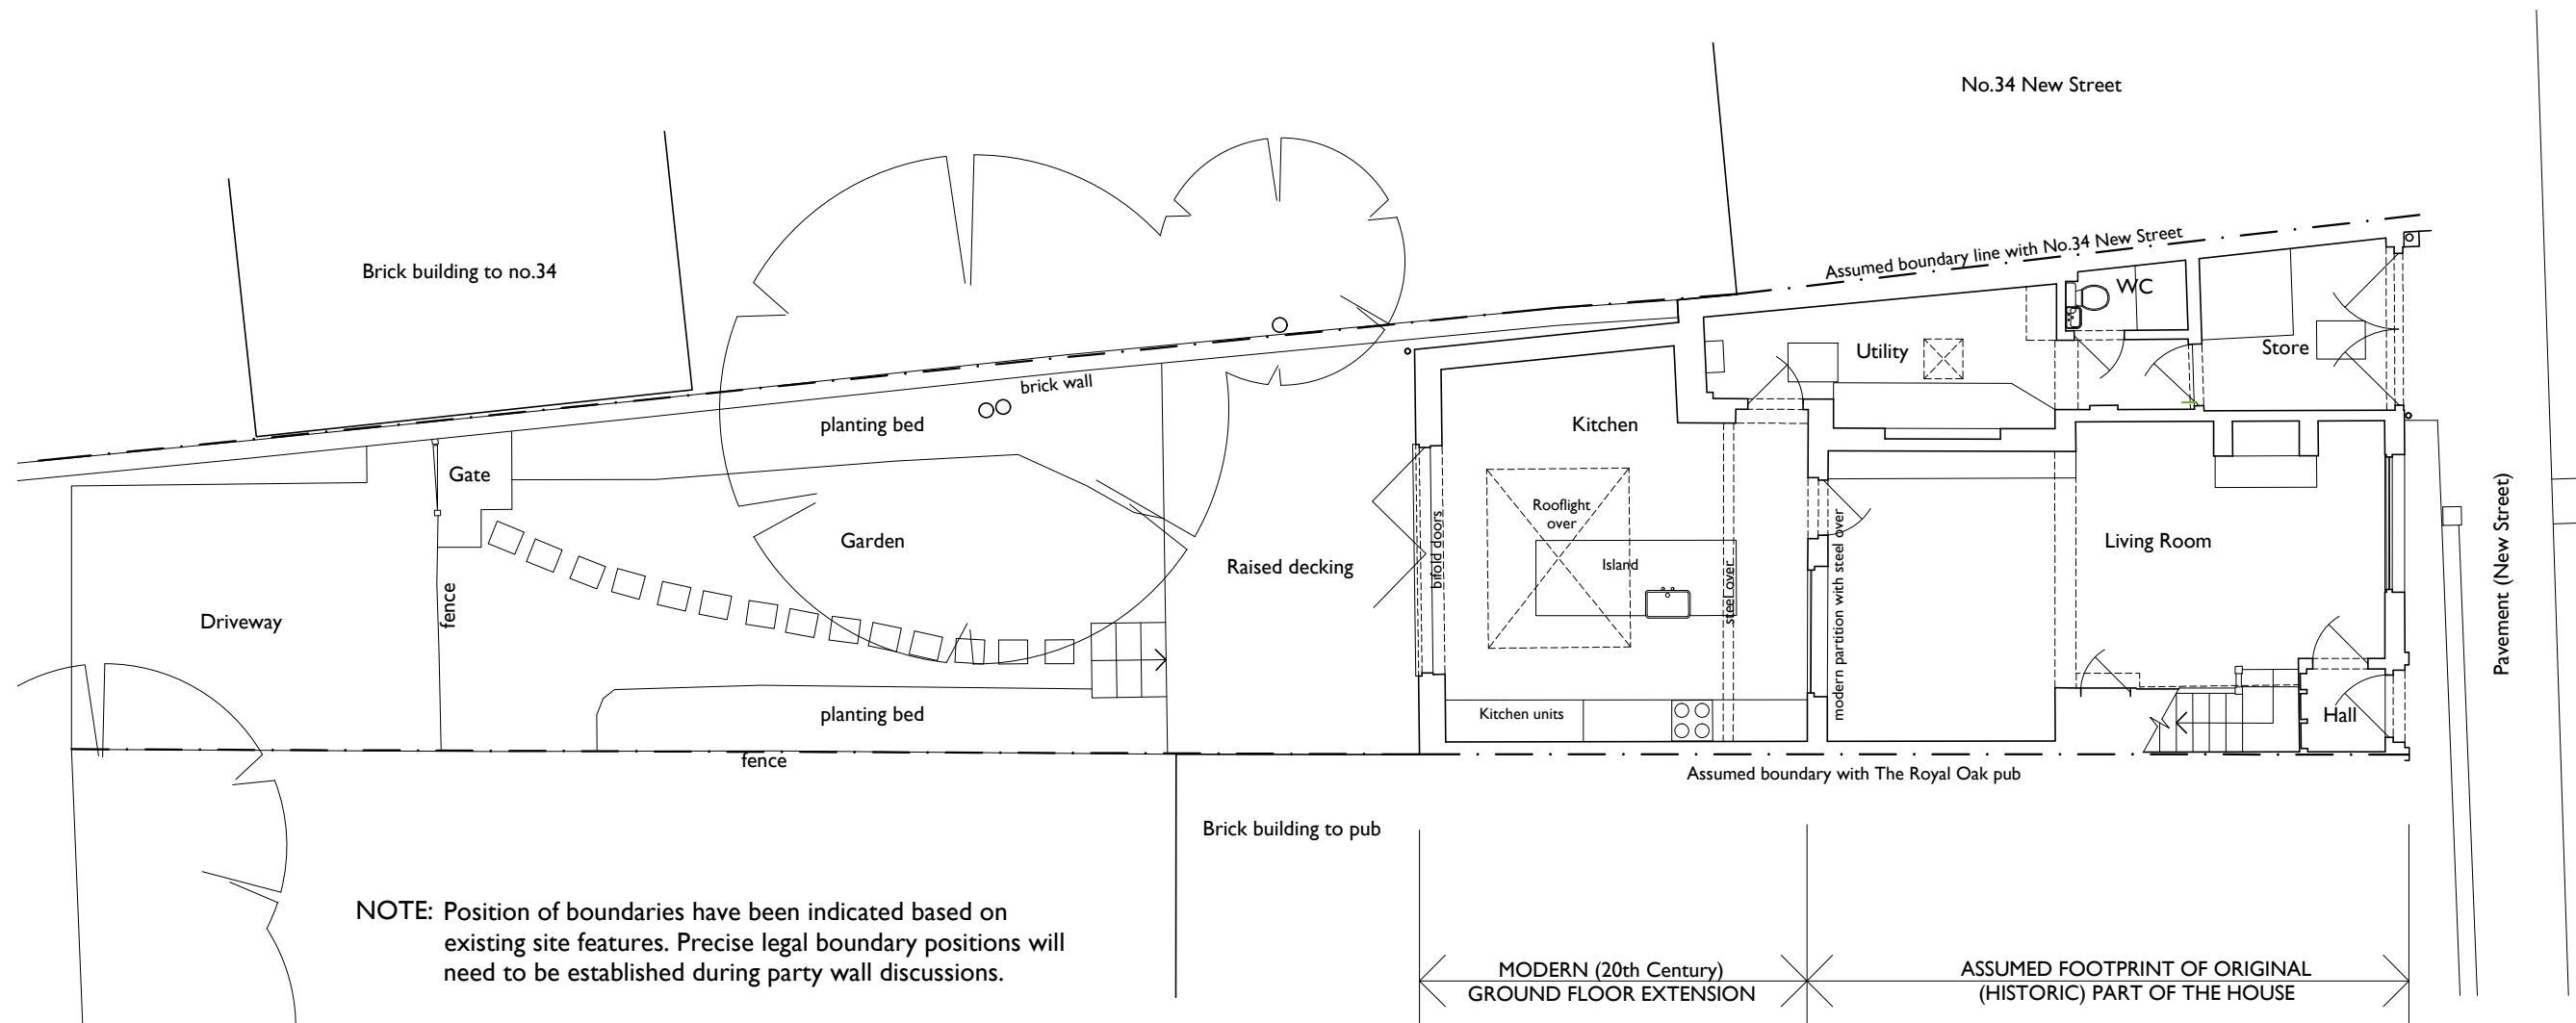 No.34 New Street
Assumed boundary line with No.34 New Street
Brick building to no.34
WC
Utility
Store
brick wall
planting bed
Kitchen
Gate
Rooflight
over
Garden
Raised decking
bifold doors
Island
steel over
modern partition with steel over
Living Room
Pavement (New Street)
Driveway
fence
planting bed
Kitchen units
Hall
fence
Assumed boundary with The Royal Oak pub
Brick building to pub
NOTE: Position of boundaries have been indicated based on
existing site features. Precise legal boundary positions will
need to be established during party wall discussions.
MODERN (20th Century)
GROUND FLOOR EXTENSION
ASSUMED FOOTPRINT OF ORIGINAL
(HISTORIC) PART OF THE HOUSE